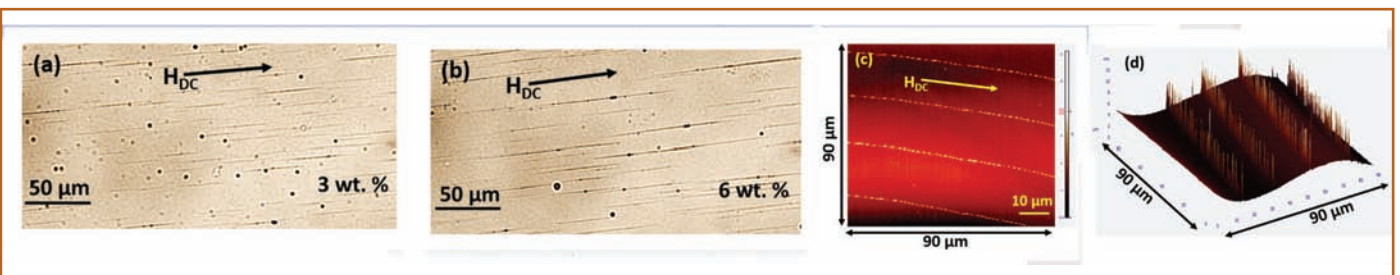 (a)
H_DC
50 µm
3 wt. %
(b)
H_DC
50 µm
6 wt. %
(c)
H_DC
90 µm
10 µm
90 µm
(d)
90 µm
90 µm